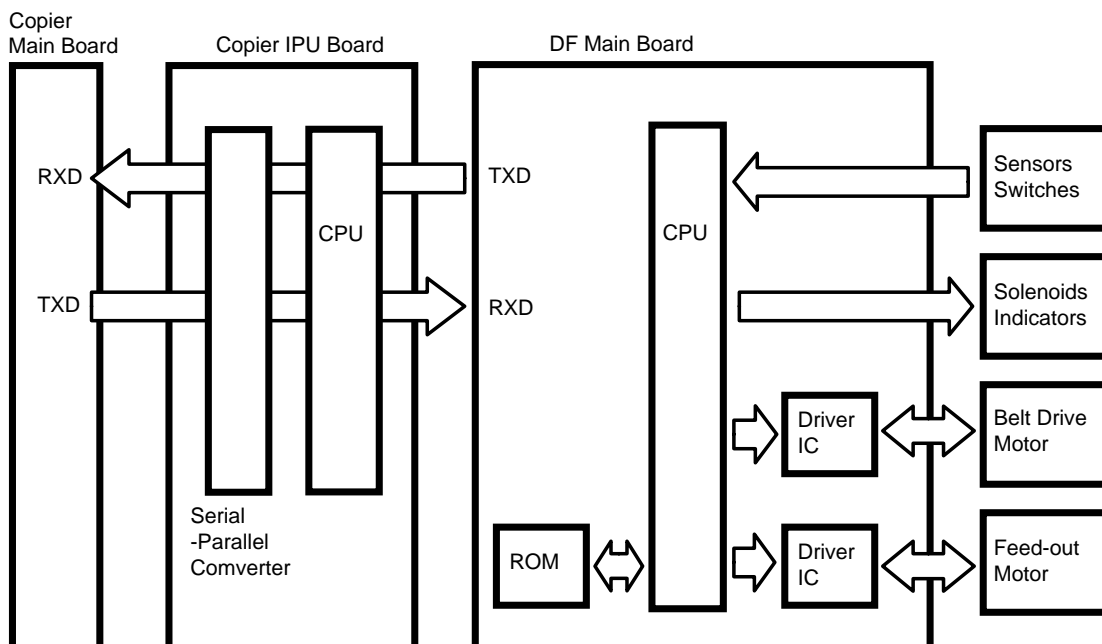 Copier
Main Board
Copier IPU Board
DF Main Board
RXD
TXD
Sensors
Switches
CPU
CPU
TXD
RXD
Solenoids
Indicators
Driver
IC
Belt Drive
Motor
Serial
-Parallel
Comverter
ROM
Driver
IC
Feed-out
Motor